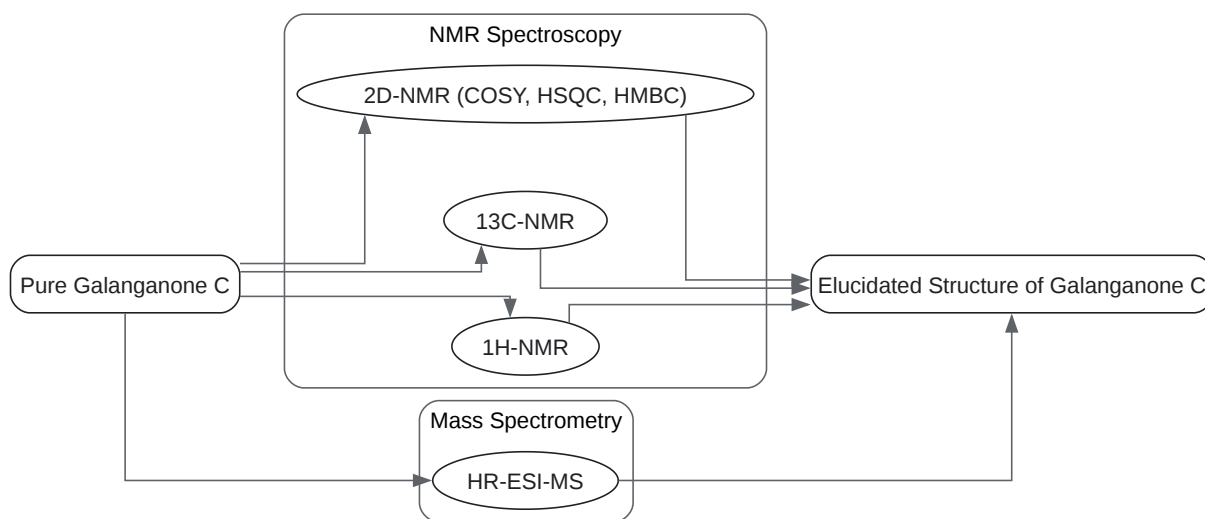 NMR Spectroscopy
2D-NMR (COSY, HSQC, HMBC)
13C-NMR
Pure Galanganone C
Elucidated Structure of Galanganone C
1H-NMR
Mass Spectrometry
HR-ESI-MS